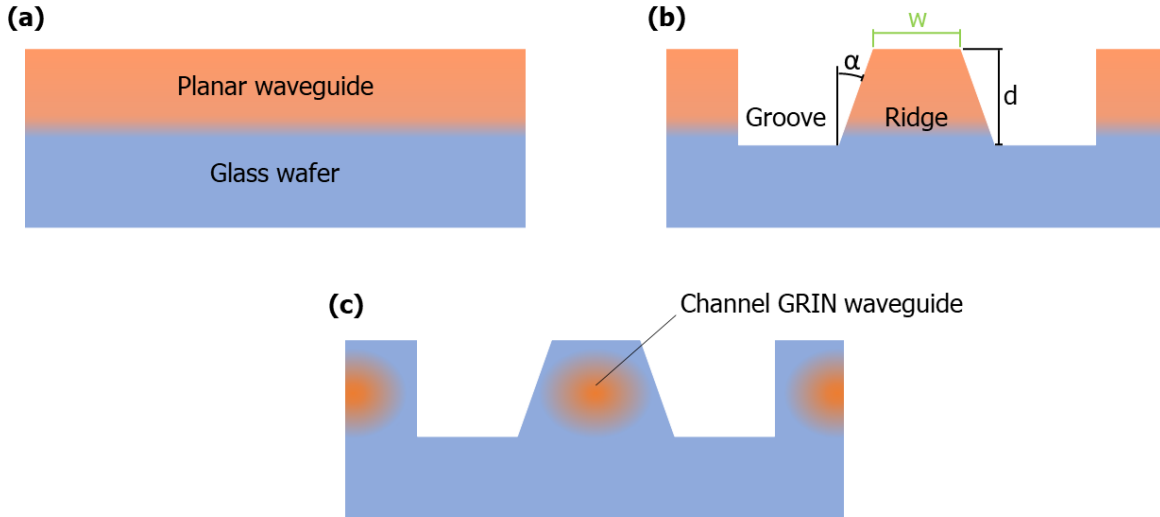 (a)
Planar waveguide
Glass wafer
(b)
w
α
d
Groove
Ridge
(c)
Channel GRIN waveguide